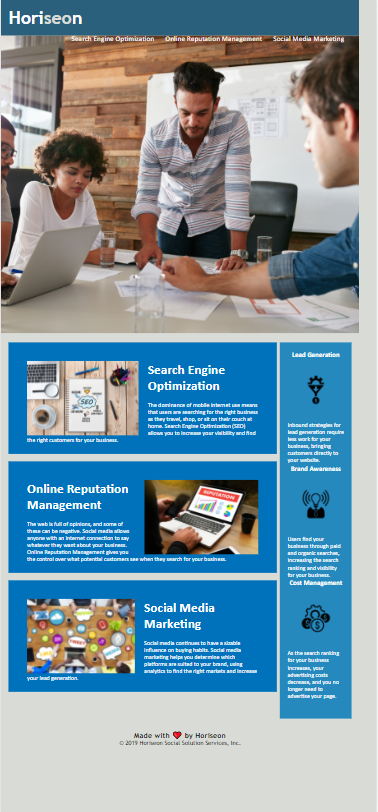 Horiseon
Search Engine Optimization Online Reputation Management Social Media Marketing
Search Engine
Optimization
SEO
The dominance of mobile internet use means
that users are searching for the right business
as they travel, shop, or sit on their couch at
home. Search Engine Optimization (SEO)
allows you to increase your visibility and find
the right customers for your business.
Online Reputation
Management
REPUTATION
The web is full of opinions, and some of
these can be negative. Social media allows
anyone with an internet connection to say
whatever they want about your business.
Online Reputation Management gives you
the control over what potential customers see when they search for your business.
Social Media
Marketing
Social media continues to have a sizable
influence on buying habits. Social media
marketing helps you determine which
platforms are suited to your brand, using
analytics to find the right markets and increase
your lead generation.
Lead Generation
Inbound strategies for
lead generation require
less work for your
business, bringing
customers directly to
your website.
Brand Awareness
Users find your
business through paid
and organic searches,
increasing the search
ranking and visibility
for your business.
Cost Management
As the search ranking
for your business
increases, your
advertising costs
decrease, and you no
longer need to
advertise your page.
Made with ❤️ by Horiseon
© 2019 Horiseon Social Solution Services, Inc.